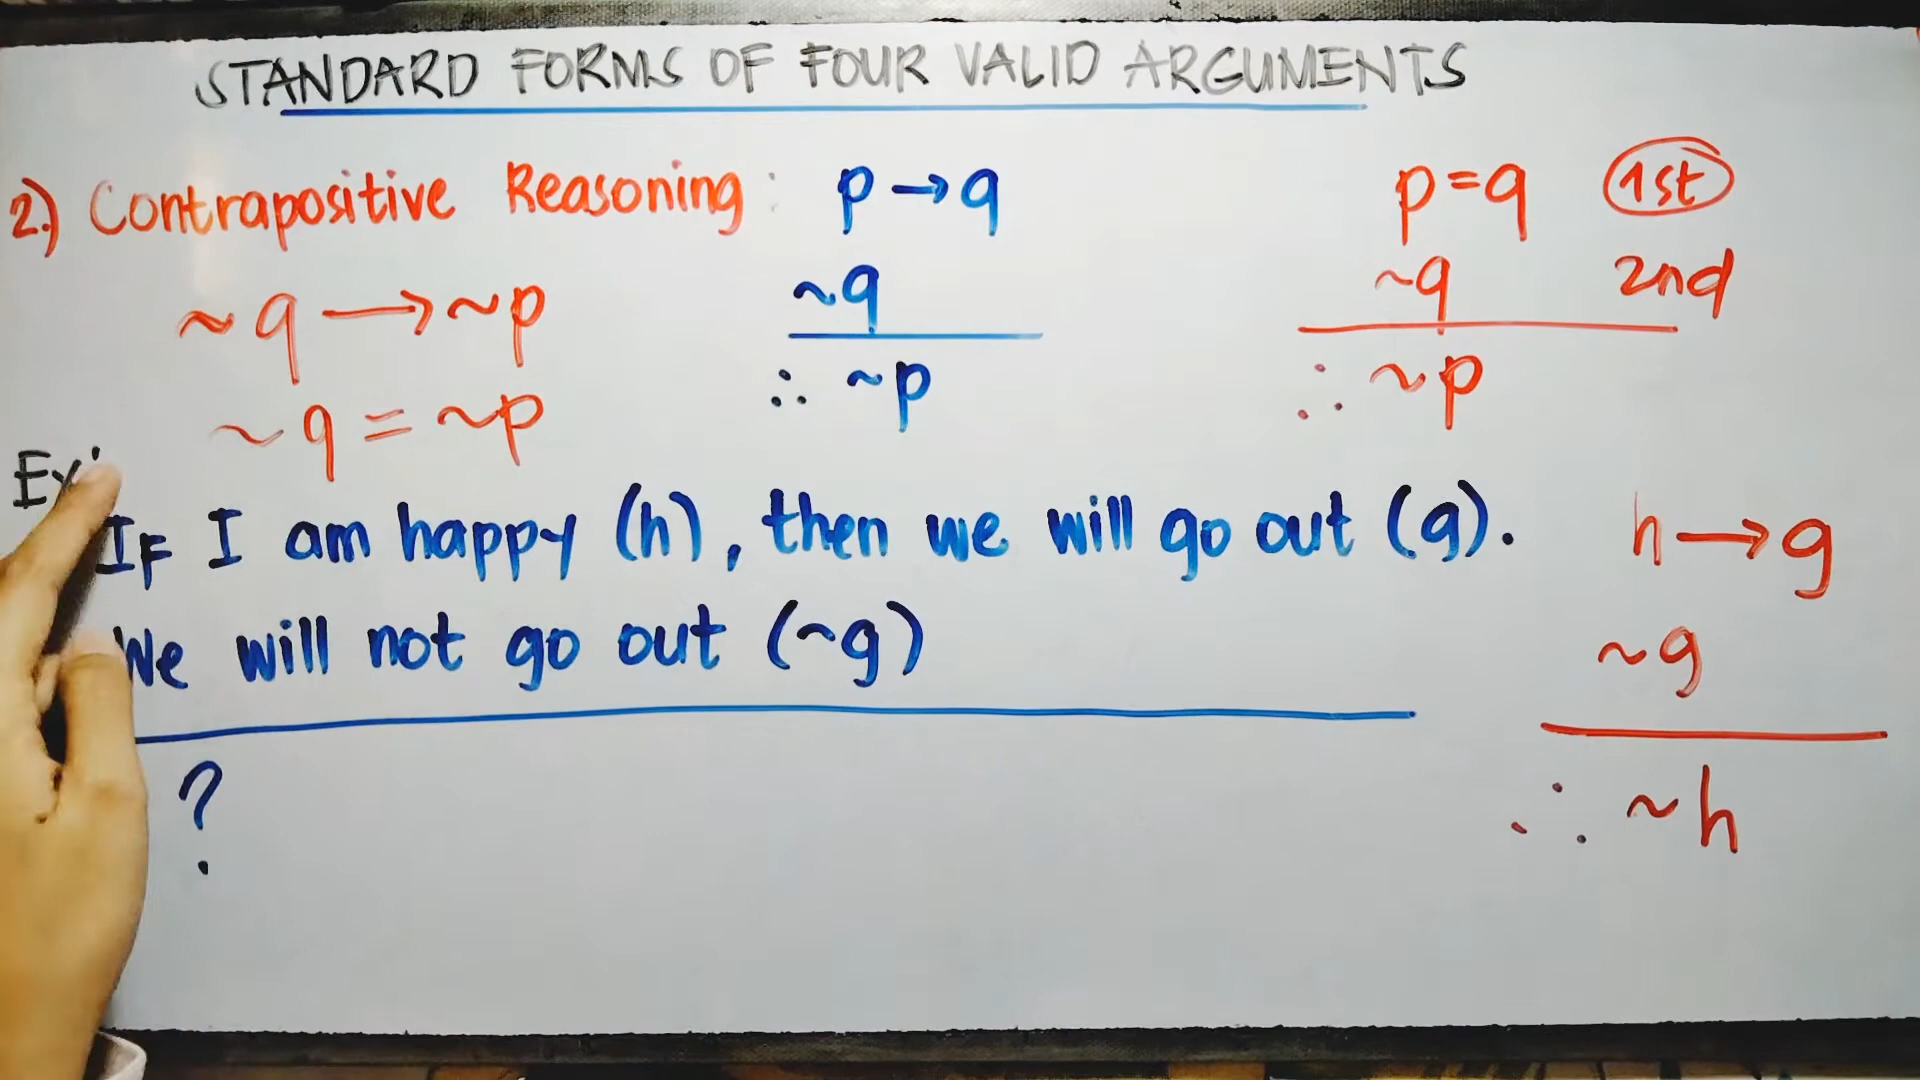 STANDARD FORMS OF FOUR VALID ARGUMENTS
2.) Contrapositive Reasoning:
p → q
~q
∴ ~p
p = q 1st
~q 2nd
∴ ~p
~q → ~p
~q = ~p
Ex:
IF I am happy (h), then we will go out (g).
We will not go out (~g)
?
h → g
~g
∴ ~h